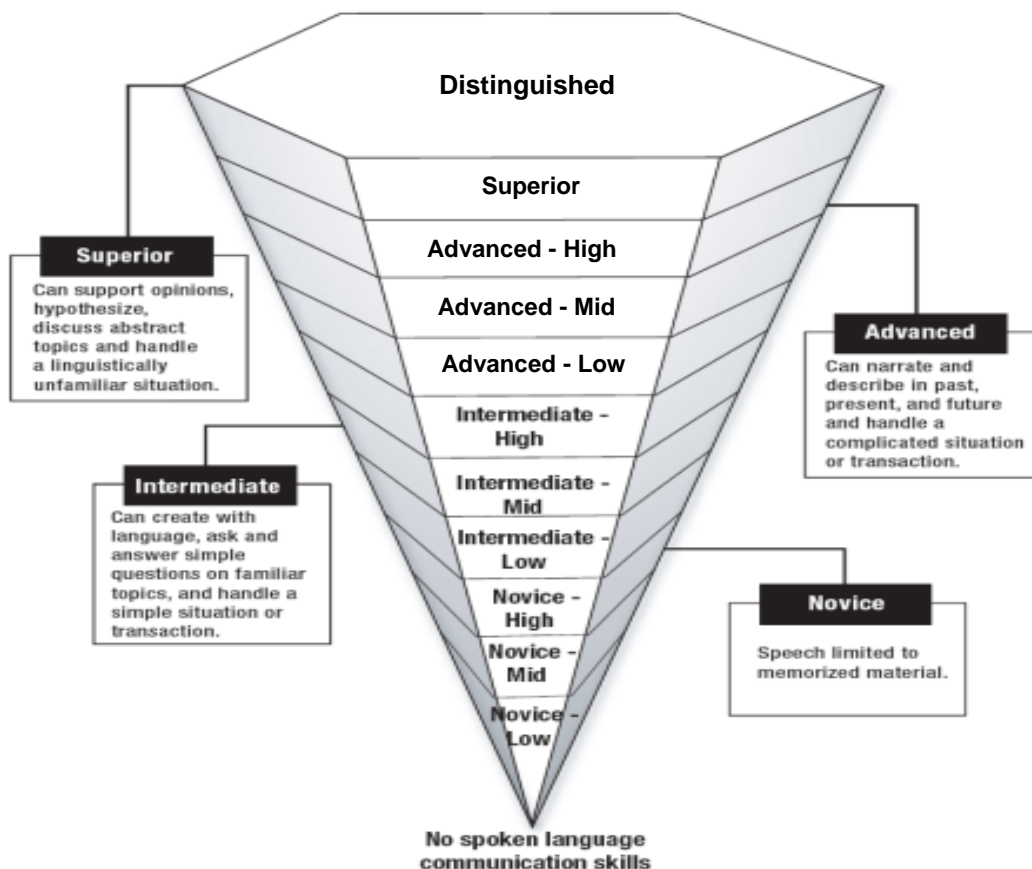 Distinguished
Superior
Advanced - High
Advanced - Mid
Advanced - Low
Intermediate -
High
Intermediate -
Mid
Intermediate -
Low
Novice -
High
Novice -
Mid
Novice -
Low
No spoken language
communication skills
Superior
Can support opinions,
hypothesize,
discuss abstract
topics and handle
a linguistically
unfamiliar situation.
Advanced
Can narrate and
describe in past,
present, and future
and handle a
complicated situation
or transaction.
Intermediate
Can create with
language, ask and
answer simple
questions on familiar
topics, and handle a
simple situation or
transaction.
Novice
Speech limited to
memorized material.